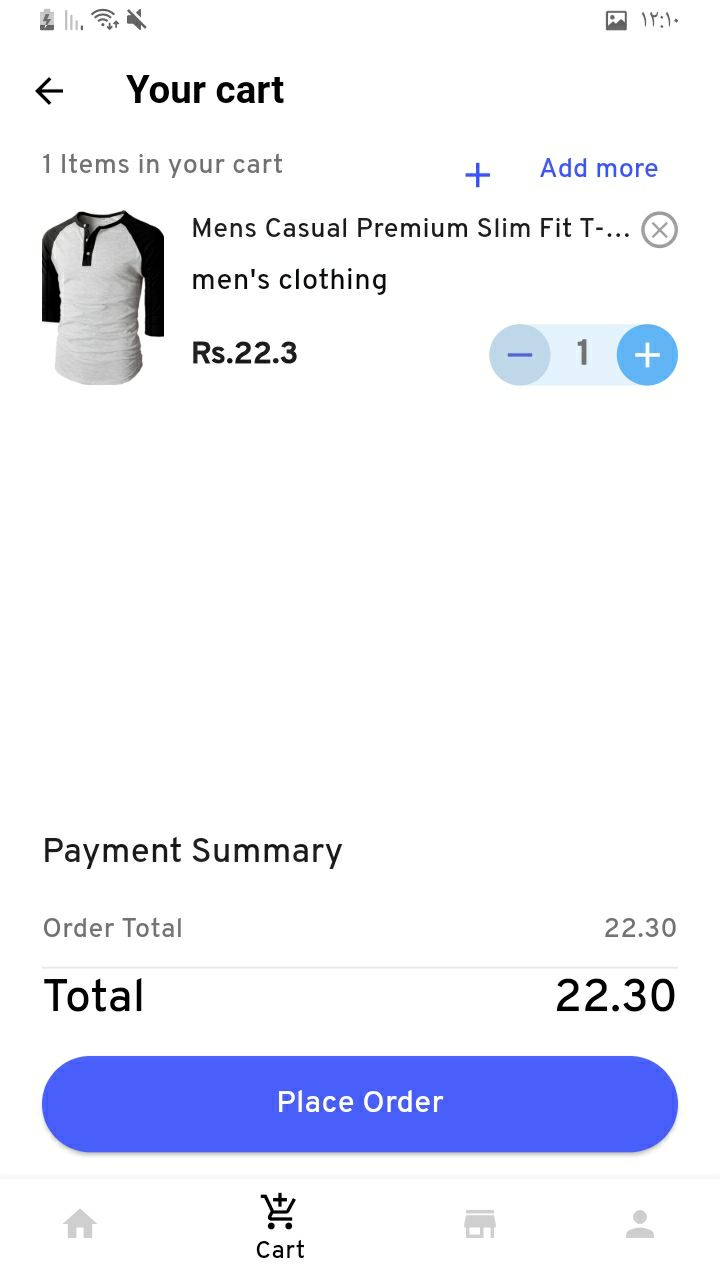 ١٢:١٠
Your cart
1 Items in your cart
+ Add more
Mens Casual Premium Slim Fit T-...
men's clothing
Rs.22.3
1
Payment Summary
Order Total 22.30
Total 22.30
Place Order
Cart